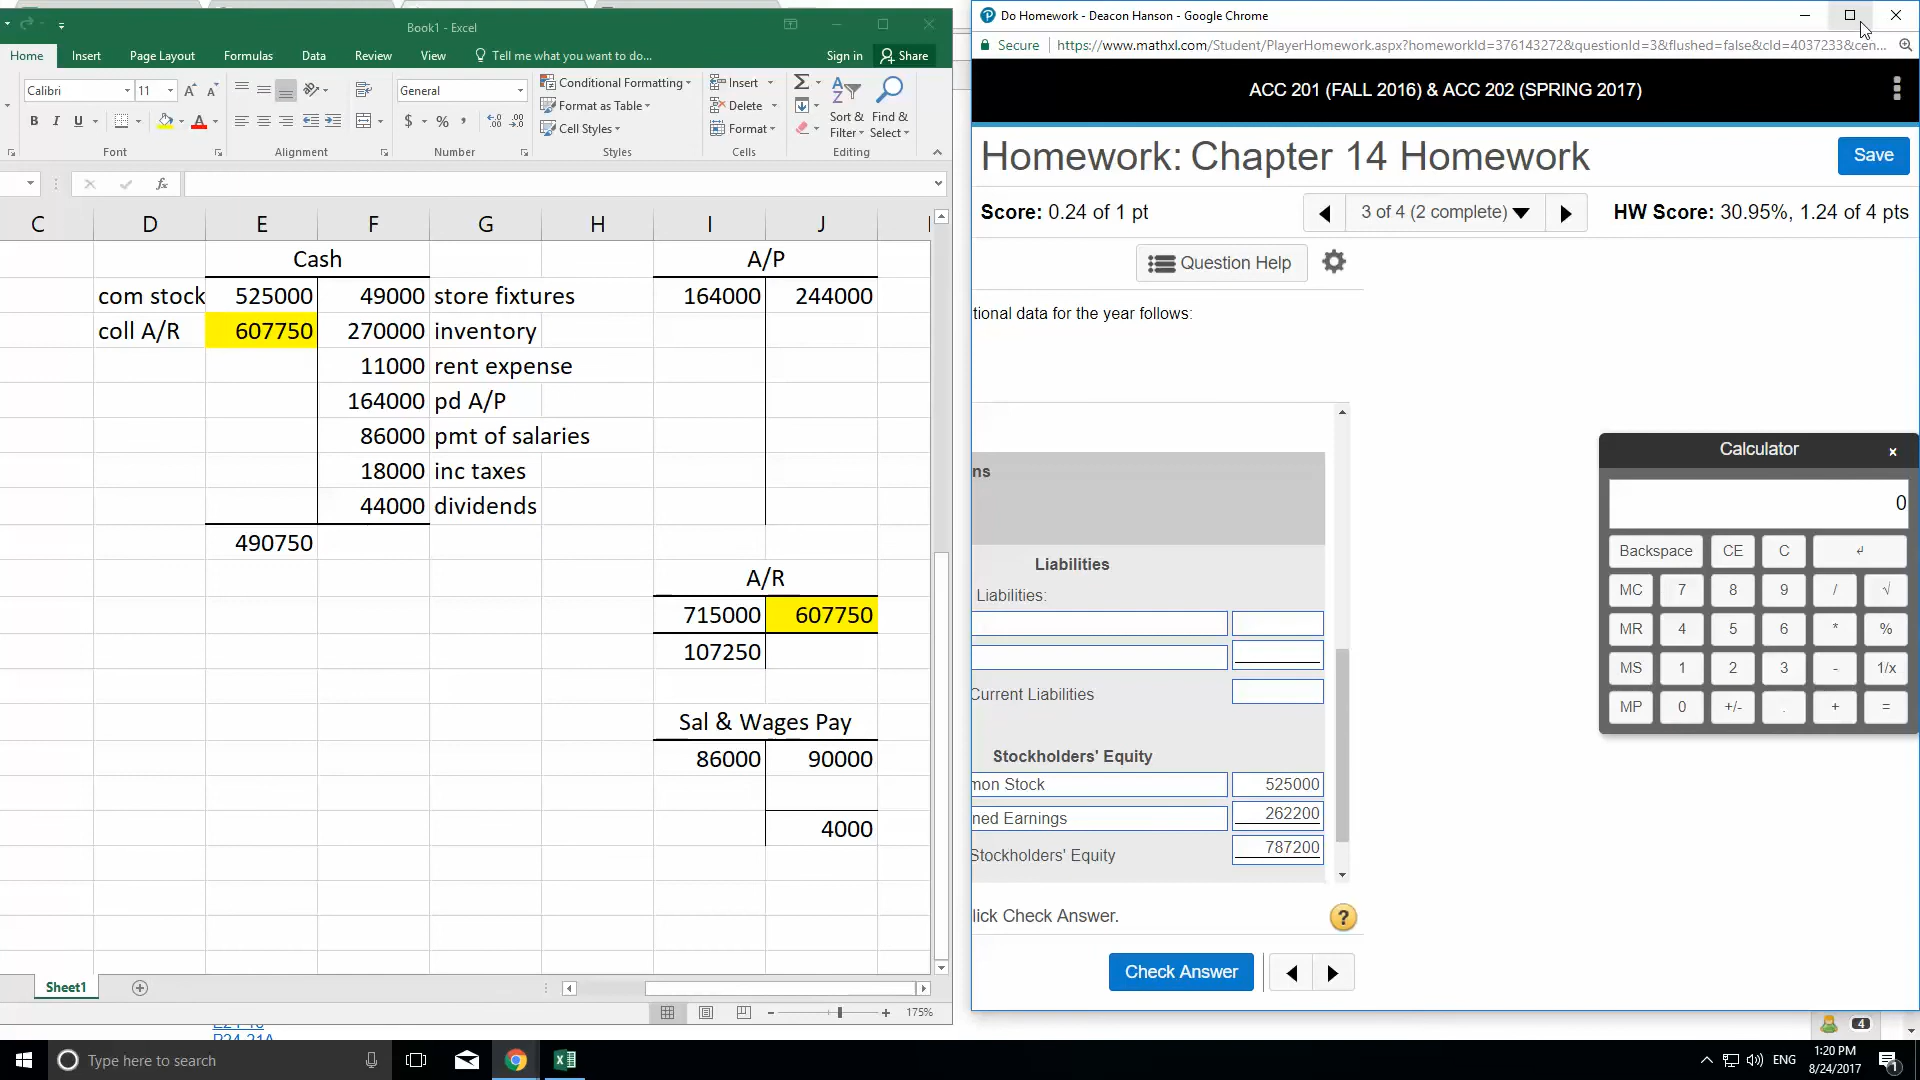 Book1 - Excel
Home Insert Page Layout Formulas Data Review View Tell me what you want to do... Sign in Share
Calibri 11 A A General Conditional Formatting Insert
Format as Table Delete Sort & Find &
B I U A $ % , Cell Styles Format Filter Select
Font Alignment Number Styles Cells Editing
fx
C D E F G H I J
Cash A/P
com stock 525000 49000 store fixtures 164000 244000
coll A/R 607750 270000 inventory
11000 rent expense
164000 pd A/P
86000 pmt of salaries
18000 inc taxes
44000 dividends
490750
A/R
715000 607750
107250
Sal & Wages Pay
86000 90000
4000
Sheet1
175%
Do Homework - Deacon Hanson - Google Chrome
Secure https://www.mathxl.com/Student/PlayerHomework.aspx?homeworkId=376143272&questionId=3&flushed=false&cId=4037233&cen...
ACC 201 (FALL 2016) & ACC 202 (SPRING 2017)
Homework: Chapter 14 Homework Save
Score: 0.24 of 1 pt 3 of 4 (2 complete) HW Score: 30.95%, 1.24 of 4 pts
Question Help
tional data for the year follows:
ns
Liabilities
Liabilities:
Current Liabilities
Stockholders' Equity
mon Stock 525000
ned Earnings 262200
Stockholders' Equity 787200
lick Check Answer. ?
Check Answer
Calculator x
0
Backspace CE C
MC 7 8 9 / √
MR 4 5 6 * %
MS 1 2 3 - 1/x
MP 0 +/- . + =
4
Type here to search
ENG 1:20 PM
8/24/2017
1